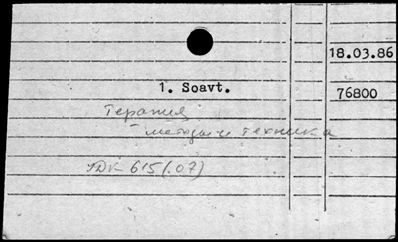 18.03.86
1. Soavt.
76800
Терапия
- методы и техника
УДК 615(.07)